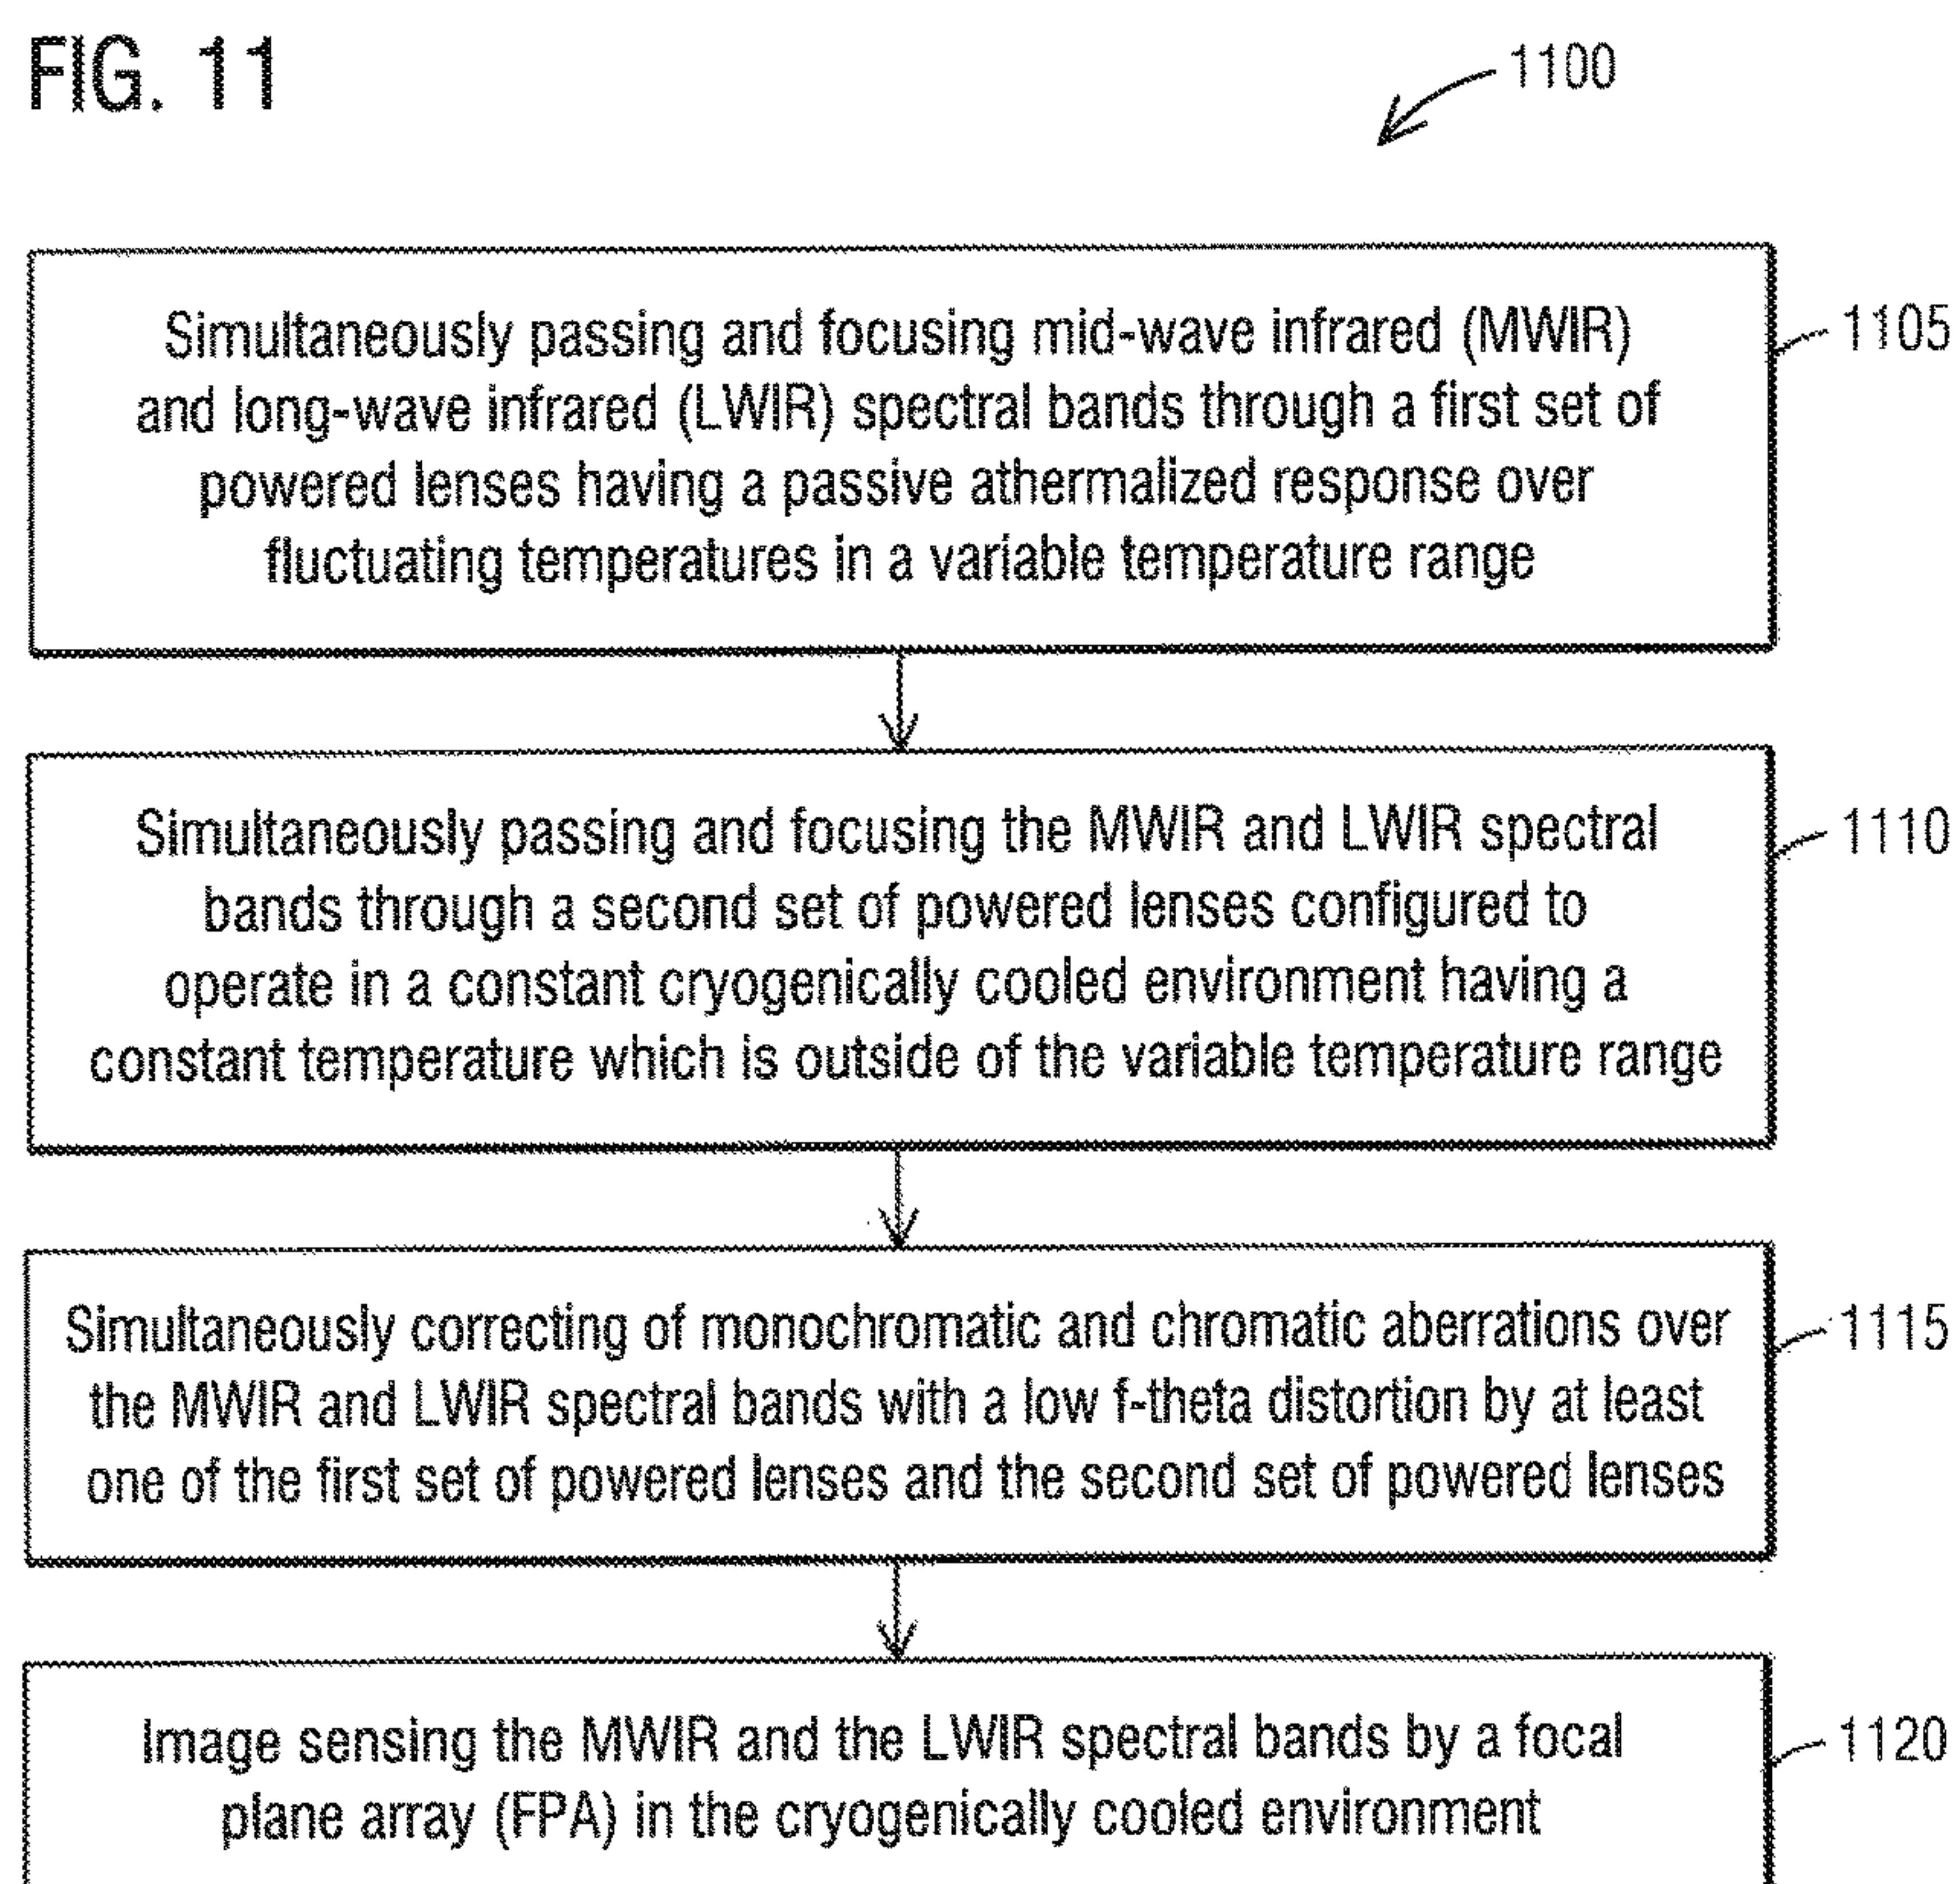 FIG. 11
1100
Simultaneously passing and focusing mid-wave infrared (MWIR)
and long-wave infrared (LWIR) spectral bands through a first set of
powered lenses having a passive athermalized response over
fluctuating temperatures in a variable temperature range
1105
Simultaneously passing and focusing the MWIR and LWIR spectral
bands through a second set of powered lenses configured to
operate in a constant cryogenically cooled environment having a
constant temperature which is outside of the variable temperature range
1110
Simultaneously correcting of monochromatic and chromatic aberrations over
the MWIR and LWIR spectral bands with a low f-theta distortion by at least
one of the first set of powered lenses and the second set of powered lenses
1115
Image sensing the MWIR and the LWIR spectral bands by a focal
plane array (FPA) in the cryogenically cooled environment
1120